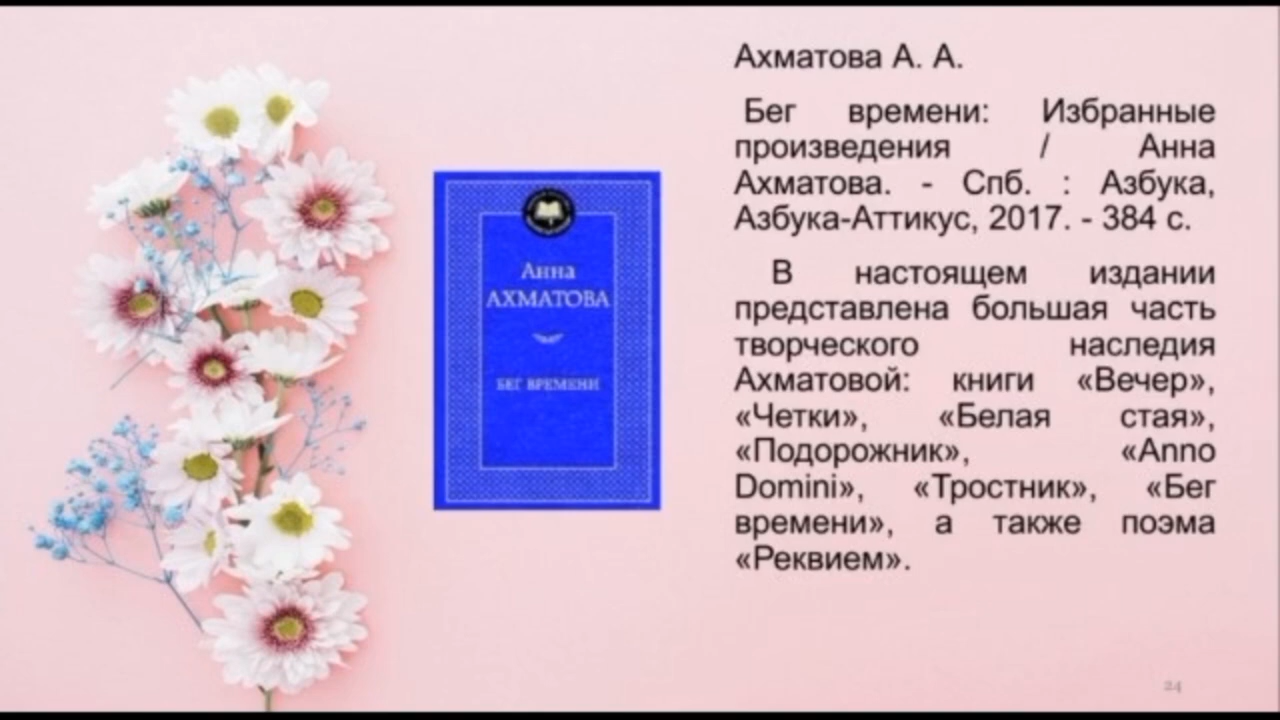 Ахматова А. А.
Бег времени: Избранные
произведения / Анна
Ахматова. - Спб. : Азбука,
Азбука-Аттикус, 2017. - 384 с.
В настоящем издании
представлена большая часть
творческого наследия
Ахматовой: книги «Вечер»,
«Четки», «Белая стая»,
«Подорожник», «Anno
Domini», «Тростник», «Бег
времени», а также поэма
«Реквием».
Анна
АХМАТОВА
БЕГ ВРЕМЕНИ
24